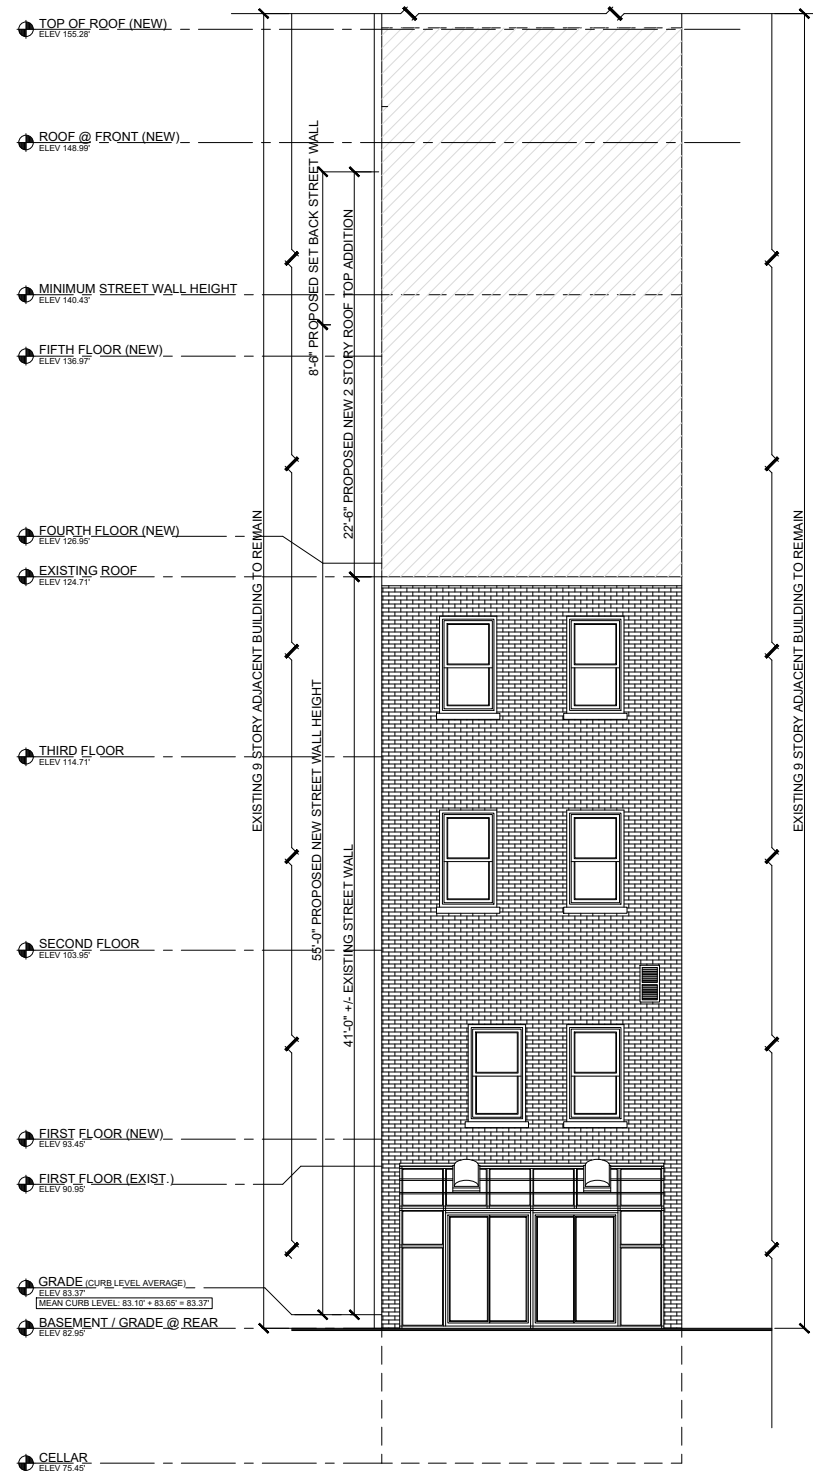 TOP OF ROOF (NEW)
ELEV 155.28'
ROOF @ FRONT (NEW)
ELEV 148.99'
MINIMUM STREET WALL HEIGHT
ELEV 140.43'
FIFTH FLOOR (NEW)
ELEV 136.97'
FOURTH FLOOR (NEW)
ELEV 126.95'
EXISTING ROOF
ELEV 124.71'
THIRD FLOOR
ELEV 114.71'
SECOND FLOOR
ELEV 103.95'
FIRST FLOOR (NEW)
ELEV 93.45'
FIRST FLOOR (EXIST.)
ELEV 90.95'
GRADE (CURB LEVEL AVERAGE)
ELEV 83.37'
MEAN CURB LEVEL: 83.10' + 83.65' = 83.37'
BASEMENT / GRADE @ REAR
ELEV 82.95'
CELLAR
ELEV 75.45'
EXISTING 9 STORY ADJACENT BUILDING TO REMAIN
8'-6" PROPOSED SET BACK STREET WALL
22'-6" PROPOSED NEW 2 STORY ROOF TOP ADDITION
55'-0" PROPOSED NEW STREET WALL HEIGHT
41'-0" +/- EXISTING STREET WALL
EXISTING 9 STORY ADJACENT BUILDING TO REMAIN